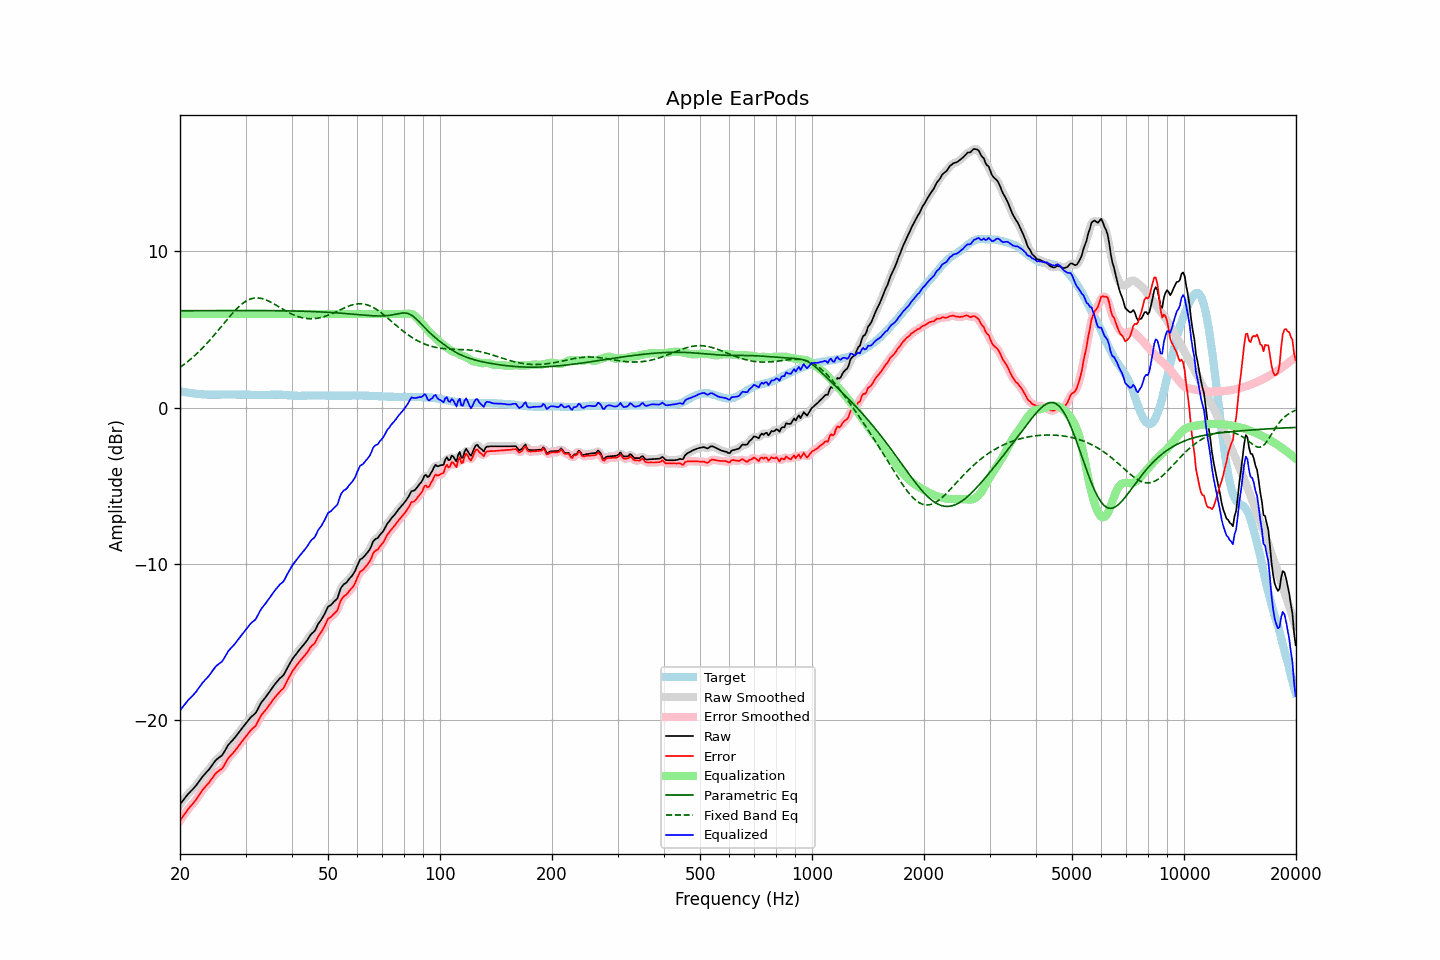 Apple EarPods
Amplitude (dBr)
10
0
−10
−20
Target
Raw Smoothed
Error Smoothed
Raw
Error
Equalization
Parametric Eq
Fixed Band Eq
Equalized
20 50 100 200 500 1000 2000 5000 10000 20000
Frequency (Hz)